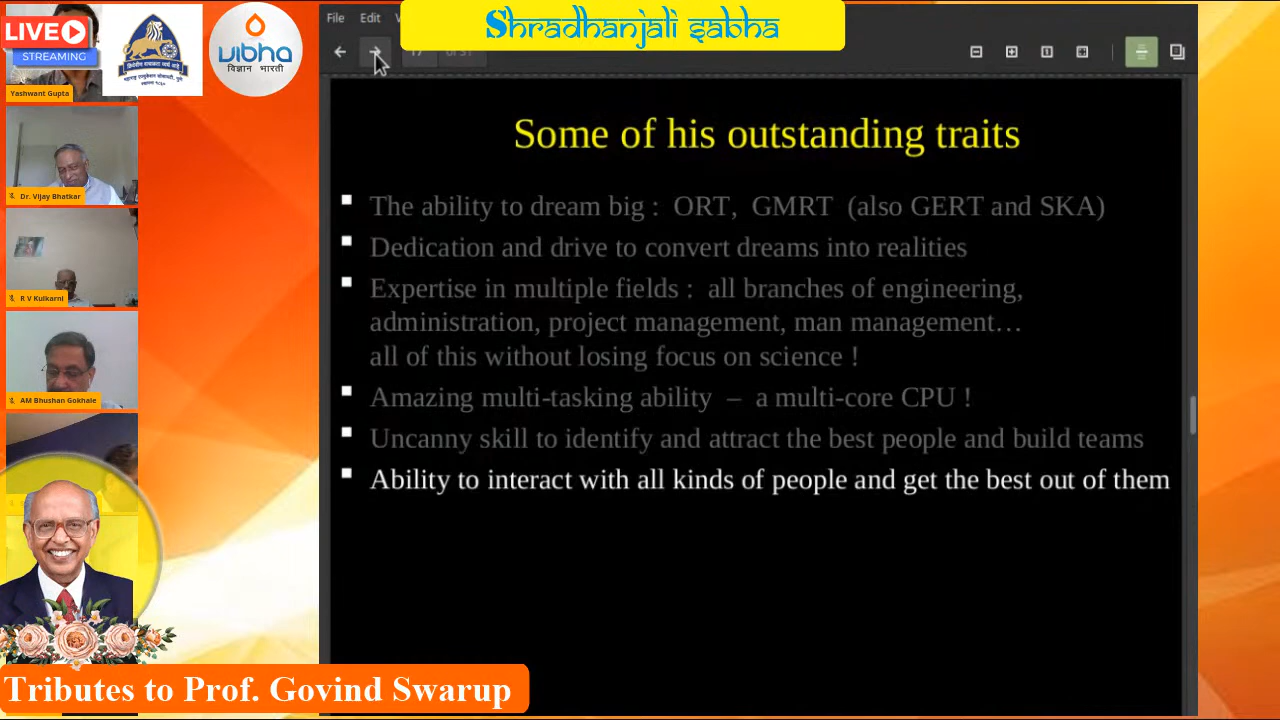 LIVE
STREAMING
vibha
विज्ञान भारती
Shradhanjali sabha
File Edit V
17 of 31
Yashwant Gupta
Dr. Vijay Bhatkar
R V Kulkarni
AM Bhushan Gokhale
Some of his outstanding traits
The ability to dream big : ORT, GMRT (also GERT and SKA)
Dedication and drive to convert dreams into realities
Expertise in multiple fields : all branches of engineering,
administration, project management, man management…
all of this without losing focus on science !
Amazing multi-tasking ability – a multi-core CPU !
Uncanny skill to identify and attract the best people and build teams
Ability to interact with all kinds of people and get the best out of them
Tributes to Prof. Govind Swarup